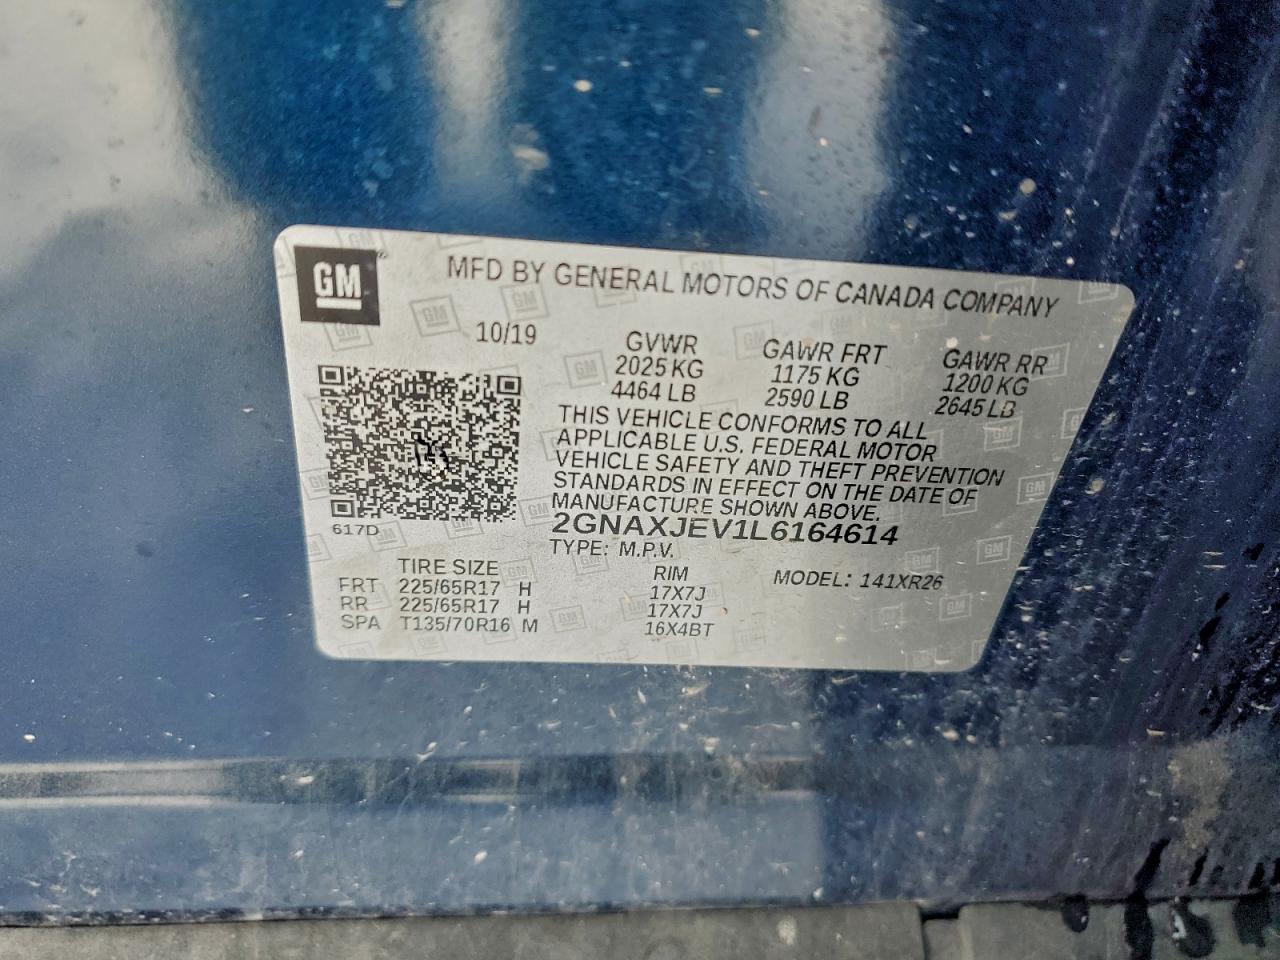 GM
MFD BY GENERAL MOTORS OF CANADA COMPANY
10/19
GVWR GAWR FRT GAWR RR
2025 KG 1175 KG 1200 KG
4464 LB 2590 LB 2645 LB
THIS VEHICLE CONFORMS TO ALL
APPLICABLE U.S. FEDERAL MOTOR
VEHICLE SAFETY AND THEFT PREVENTION
STANDARDS IN EFFECT ON THE DATE OF
MANUFACTURE SHOWN ABOVE.
2GNAXJEV1L6164614
617D
TYPE: M.P.V.
TIRE SIZE RIM MODEL: 141XR26
FRT 225/65R17 H 17X7J
RR 225/65R17 H 17X7J
SPA T135/70R16 M 16X4BT